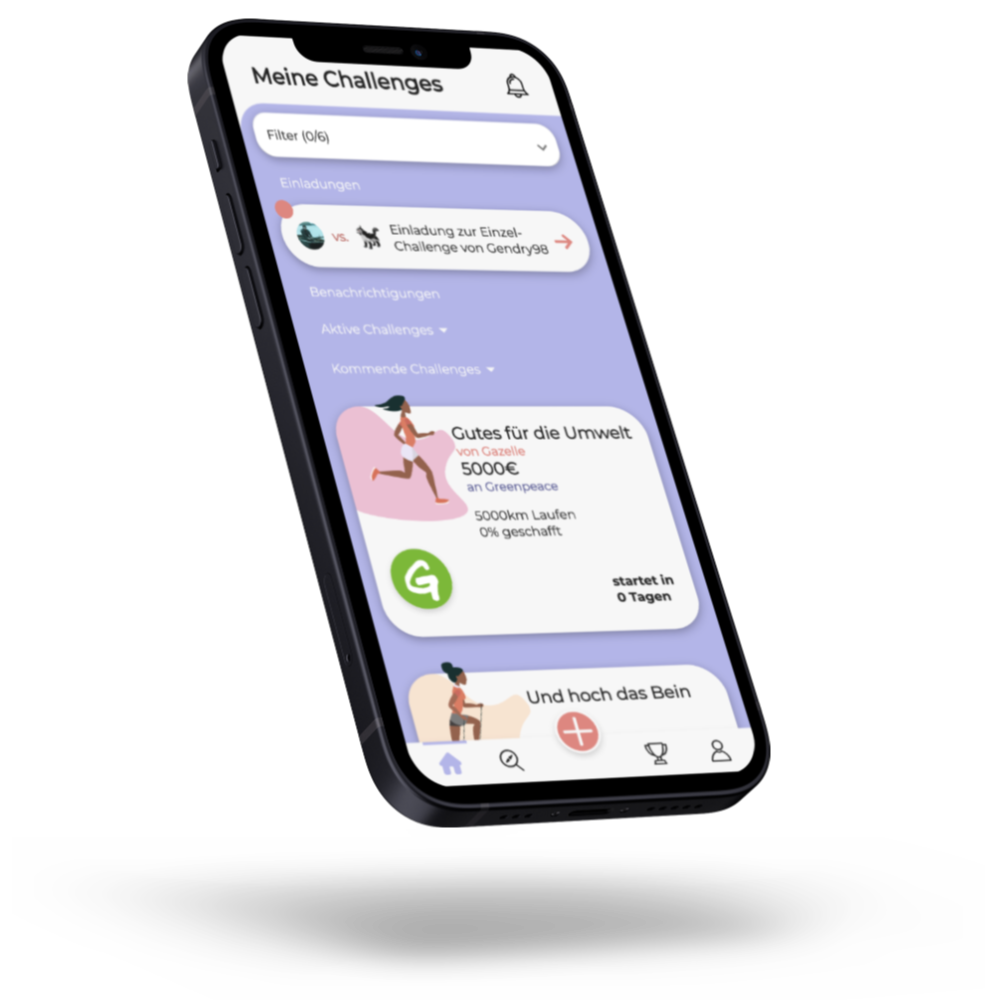 Meine Challenges
Filter (0/6)
Einladungen
vs.
Einladung zur Einzel-
Challenge von Gendry98
Benachrichtigungen
Aktive Challenges
Kommende Challenges
Gutes für die Umwelt
von Gazelle
5000€
an Greenpeace
5000km Laufen
0% geschafft
G
startet in
0 Tagen
Und hoch das Bein